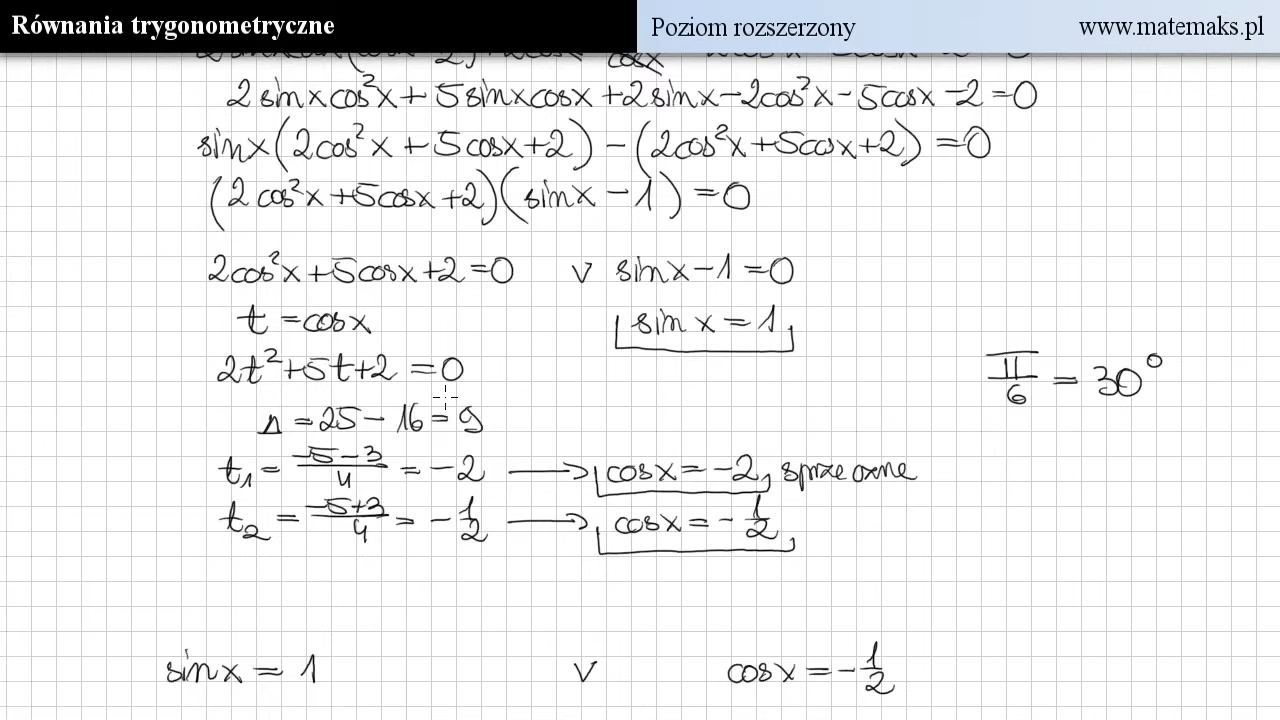 Równania trygonometryczne
Poziom rozszerzony
www.matemaks.pl
2sinxcos²x+5sinxcosx+2sinx-2cos²x-5cosx-2=0
sinx(2cos²x+5cosx+2)-(2cos²x+5cosx+2)=0
(2cos²x+5cosx+2)(sinx-1)=0
2cos²x+5cosx+2=0 ∨ sinx-1=0
t=cosx sinx=1
2t²+5t+2=0
π/6=30°
Δ=25-16=9
t₁=(-5-3)/4=-2 → cosx=-2, sprzeczne
t₂=(-5+3)/4=-1/2 → cosx=-1/2
sinx=1 ∨ cosx=-1/2